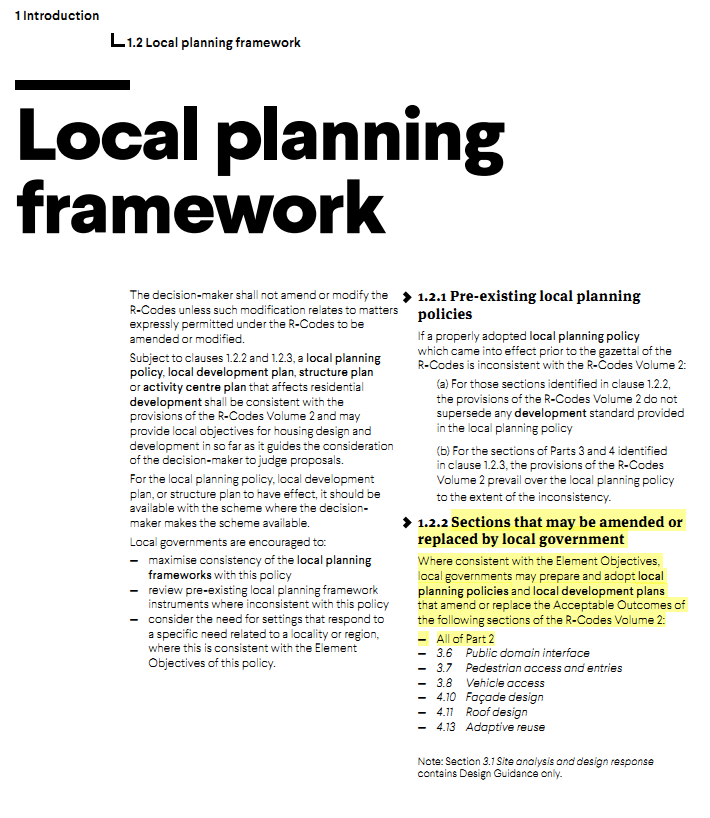 1 Introduction
1.2 Local planning framework
Local planning
framework
The decision-maker shall not amend or modify the
R-Codes unless such modification relates to matters
expressly permitted under the R-Codes to be
amended or modified.
Subject to clauses 1.2.2 and 1.2.3, a local planning
policy, local development plan, structure plan
or activity centre plan that affects residential
development shall be consistent with the
provisions of the R-Codes Volume 2 and may
provide local objectives for housing design and
development in so far as it guides the consideration
of the decision-maker to judge proposals.
For the local planning policy, local development
plan, or structure plan to have effect, it should be
available with the scheme where the decision-
maker makes the scheme available.
Local governments are encouraged to:
– maximise consistency of the local planning
frameworks with this policy
– review pre-existing local planning framework
instruments where inconsistent with this policy
– consider the need for settings that respond to
a specific need related to a locality or region,
where this is consistent with the Element
Objectives of this policy.
1.2.1 Pre-existing local planning
policies
If a properly adopted local planning policy
which came into effect prior to the gazettal of the
R-Codes is inconsistent with the R-Codes Volume 2:
(a) For those sections identified in clause 1.2.2,
the provisions of the R-Codes Volume 2 do not
supersede any development standard provided
in the local planning policy
(b) For the sections of Parts 3 and 4 identified
in clause 1.2.3, the provisions of the R-Codes
Volume 2 prevail over the local planning policy
to the extent of the inconsistency.
1.2.2 Sections that may be amended or
replaced by local government
Where consistent with the Element Objectives,
local governments may prepare and adopt local
planning policies and local development plans
that amend or replace the Acceptable Outcomes of
the following sections of the R-Codes Volume 2:
– All of Part 2
– 3.6 Public domain interface
– 3.7 Pedestrian access and entries
– 3.8 Vehicle access
– 4.10 Façade design
– 4.11 Roof design
– 4.13 Adaptive reuse
Note: Section 3.1 Site analysis and design response
contains Design Guidance only.